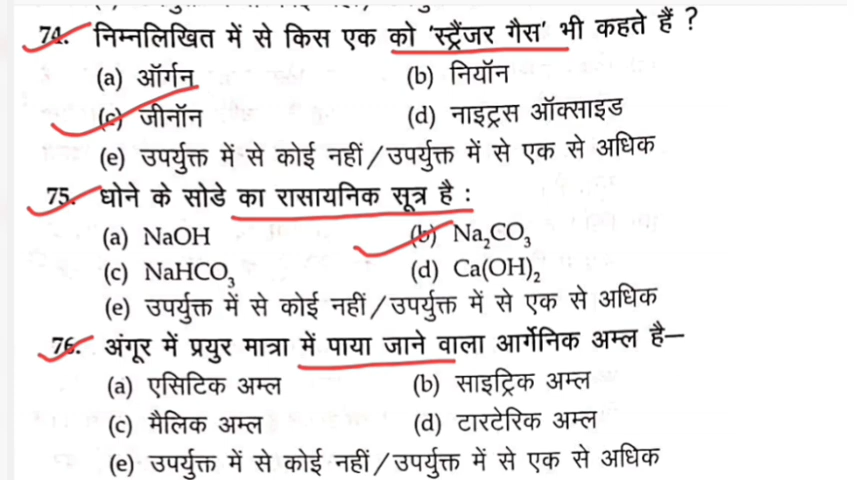 74. निम्नलिखित में से किस एक को 'स्ट्रैंजर गैस' भी कहते हैं ?
(a) ऑर्गन (b) नियॉन
(c) जीनॉन (d) नाइट्रस ऑक्साइड
(e) उपर्युक्त में से कोई नहीं/उपर्युक्त में से एक से अधिक
75. धोने के सोडे का रासायनिक सूत्र है :
(a) NaOH (b) Na₂CO₃
(c) NaHCO₃ (d) Ca(OH)₂
(e) उपर्युक्त में से कोई नहीं/उपर्युक्त में से एक से अधिक
76. अंगूर में प्रयुर मात्रा में पाया जाने वाला आर्गेनिक अम्ल है—
(a) एसिटिक अम्ल (b) साइट्रिक अम्ल
(c) मैलिक अम्ल (d) टारटेरिक अम्ल
(e) उपर्युक्त में से कोई नहीं/उपर्युक्त में से एक से अधिक